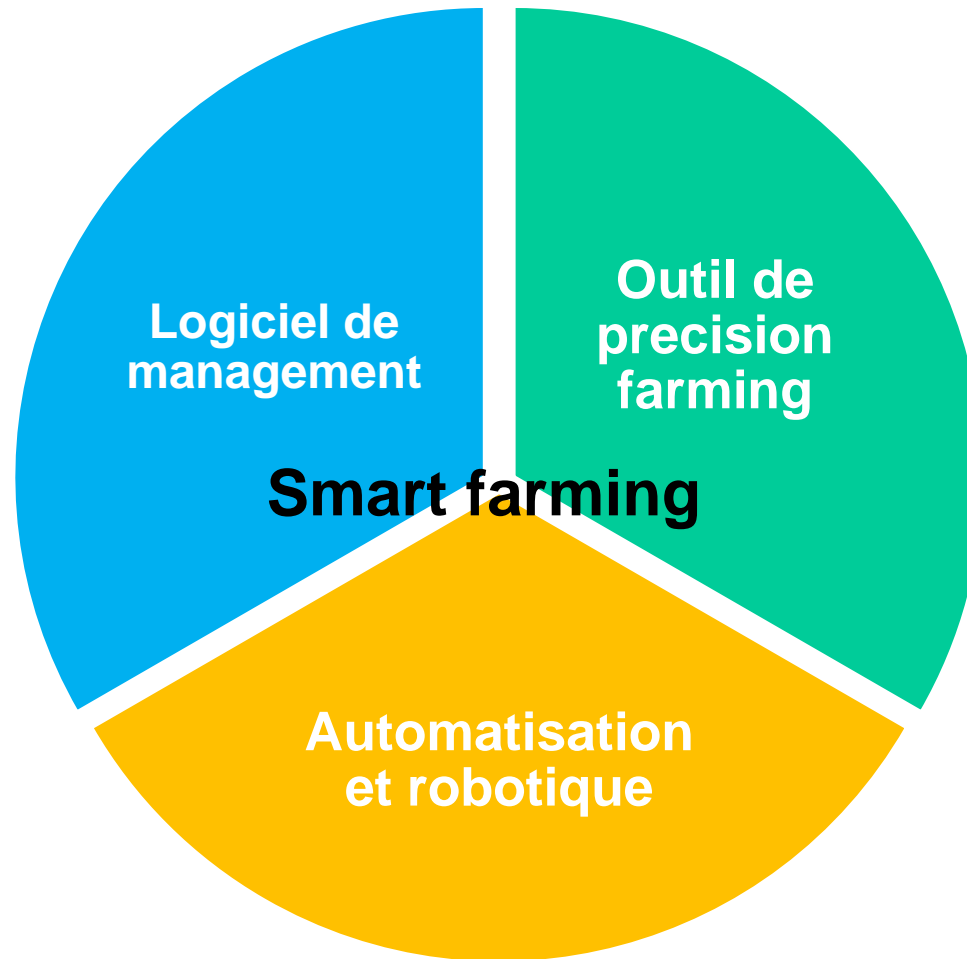 Logiciel de
management
Outil de
precision
farming
Smart farming
Automatisation
et robotique